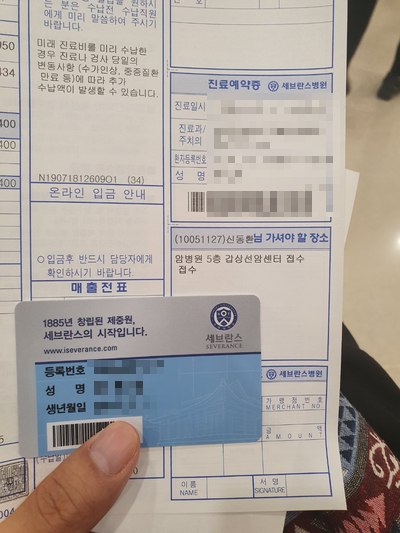 는 분은 수납전 수납직원
에게 미리 말씀하여 주시기
바랍니다.
미래 진료비를 미리 수납한
경우 진료나 검사 당일의
변동사항 (수가인상, 중증질환
만료 등)에 따라 추가
수납액이 발생할 수 있습니다.
950
434
400
400
400
N1907181260901 (34)
온라인 입금 안내
○입금후 반드시 담당자에게
확인하시기 바랍니다.
매출전표
진료예약증 세브란스병원
진료일시
진료과/
주치의
환자등록번호
성 명
(10051127)신동환님 가셔야 할 장소
암병원 5층 갑상선암센터 접수
접수
1885년 창립된 제중원,
세브란스의 시작입니다.
www.iseverance.com
세브란스
SEVERANCE
등록번호
성 명
생년월일
세브란스병원
가맹점번호
MERCHANT NO.
금 액
AMOUNT
이름
NAME
서 명
SIGNATURE
004